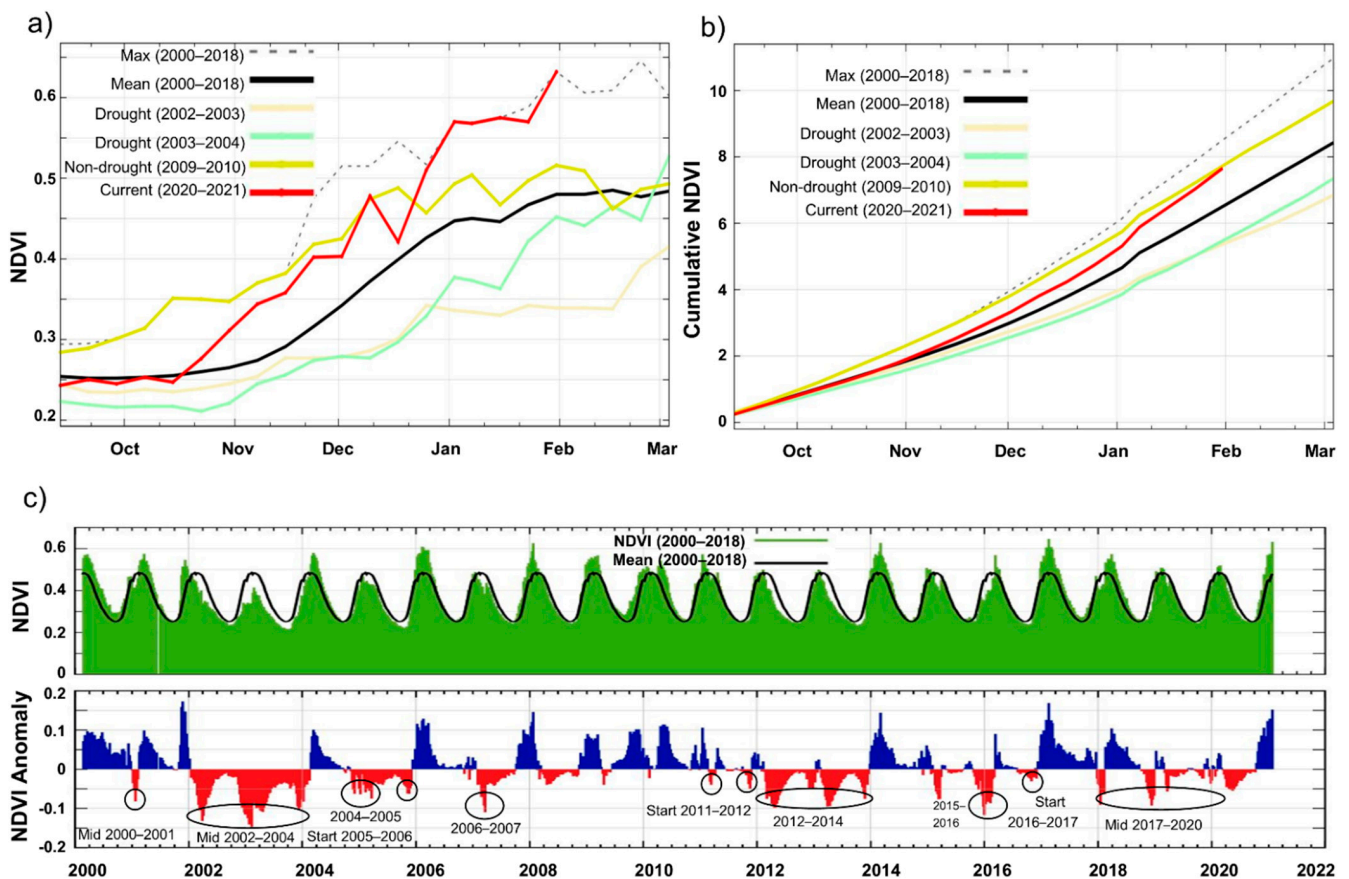 a)
NDVI
Max (2000–2018)
Mean (2000–2018)
Drought (2002–2003)
Drought (2003–2004)
Non-drought (2009–2010)
Current (2020–2021)
0.6
0.5
0.4
0.3
0.2
Oct Nov Dec Jan Feb Mar
b)
Cumulative NDVI
Max (2000–2018)
Mean (2000–2018)
Drought (2002–2003)
Drought (2003–2004)
Non-drought (2009–2010)
Current (2020–2021)
10
8
6
4
2
0
Oct Nov Dec Jan Feb Mar
c)
NDVI
NDVI (2000–2018)
Mean (2000–2018)
0.6
0.4
0.2
0
NDVI Anomaly
0.2
0.1
0
-0.1
-0.2
Mid 2000–2001
Mid 2002–2004
2004–2005
Start 2005–2006
2006–2007
Start 2011–2012
2012–2014
2015–
2016
Start
2016–2017
Mid 2017–2020
2000 2002 2004 2006 2008 2010 2012 2014 2016 2018 2020 2022